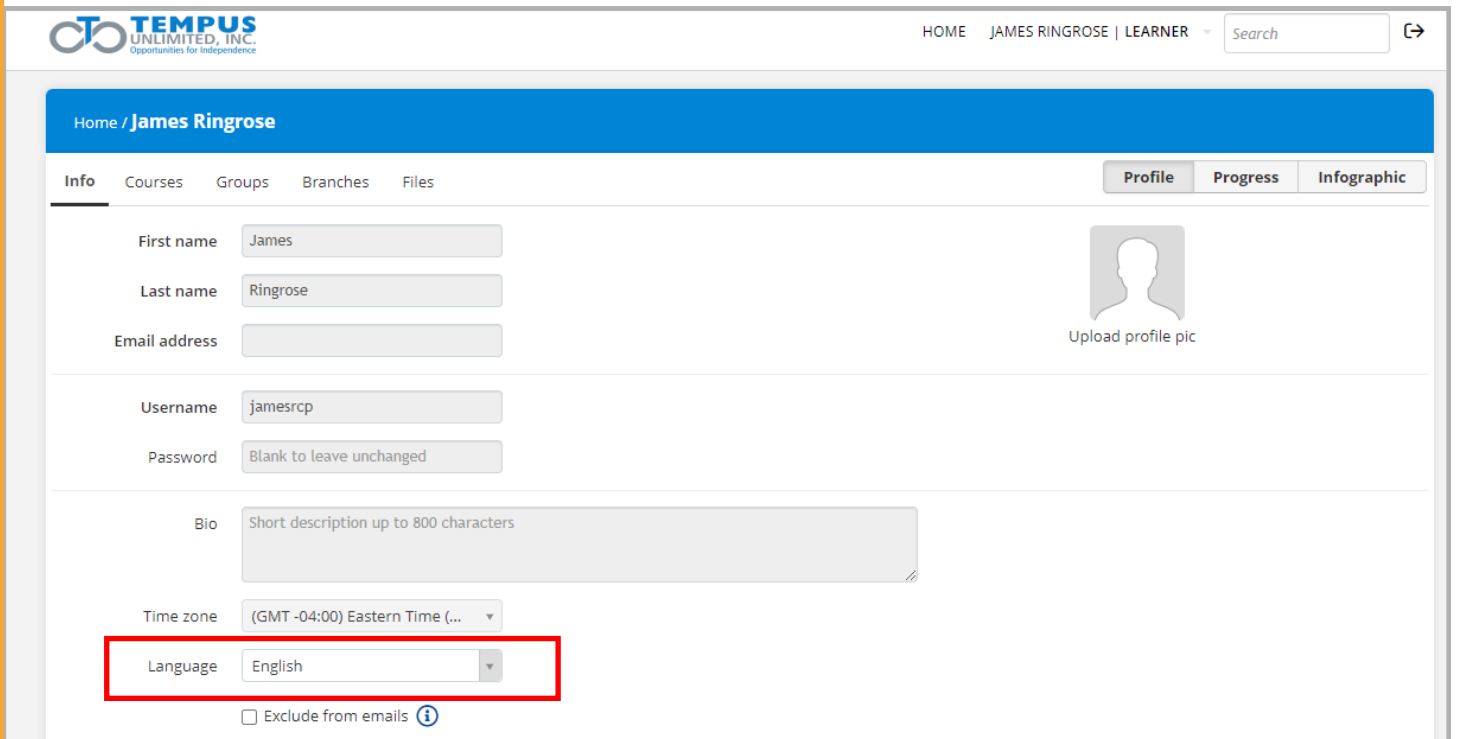 TEMPUS
UNLIMITED, INC.
Opportunities for Independence
HOME JAMES RINGROSE | LEARNER Search
Home / James Ringrose
Info Courses Groups Branches Files Profile Progress Infographic
First name James
Last name Ringrose
Email address
Upload profile pic
Username jamesrcp
Password Blank to leave unchanged
Bio Short description up to 800 characters
Time zone (GMT -04:00) Eastern Time (...
Language English
Exclude from emails